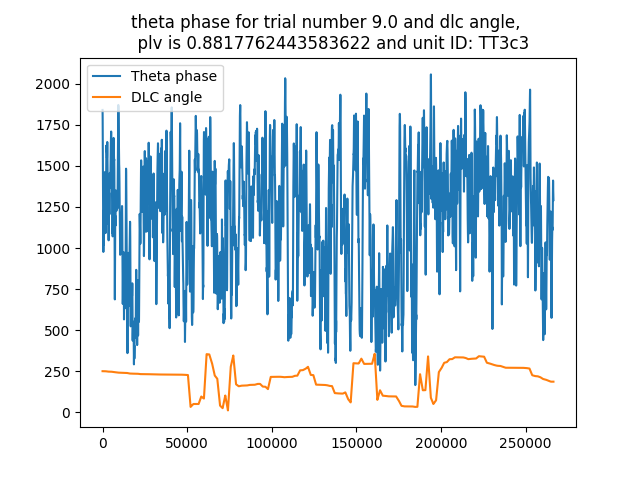 theta phase for trial number 9.0 and dlc angle,
plv is 0.8817762443583622 and unit ID: TT3c3
Theta phase
DLC angle
2000
1750
1500
1250
1000
750
500
250
0
0 50000 100000 150000 200000 250000